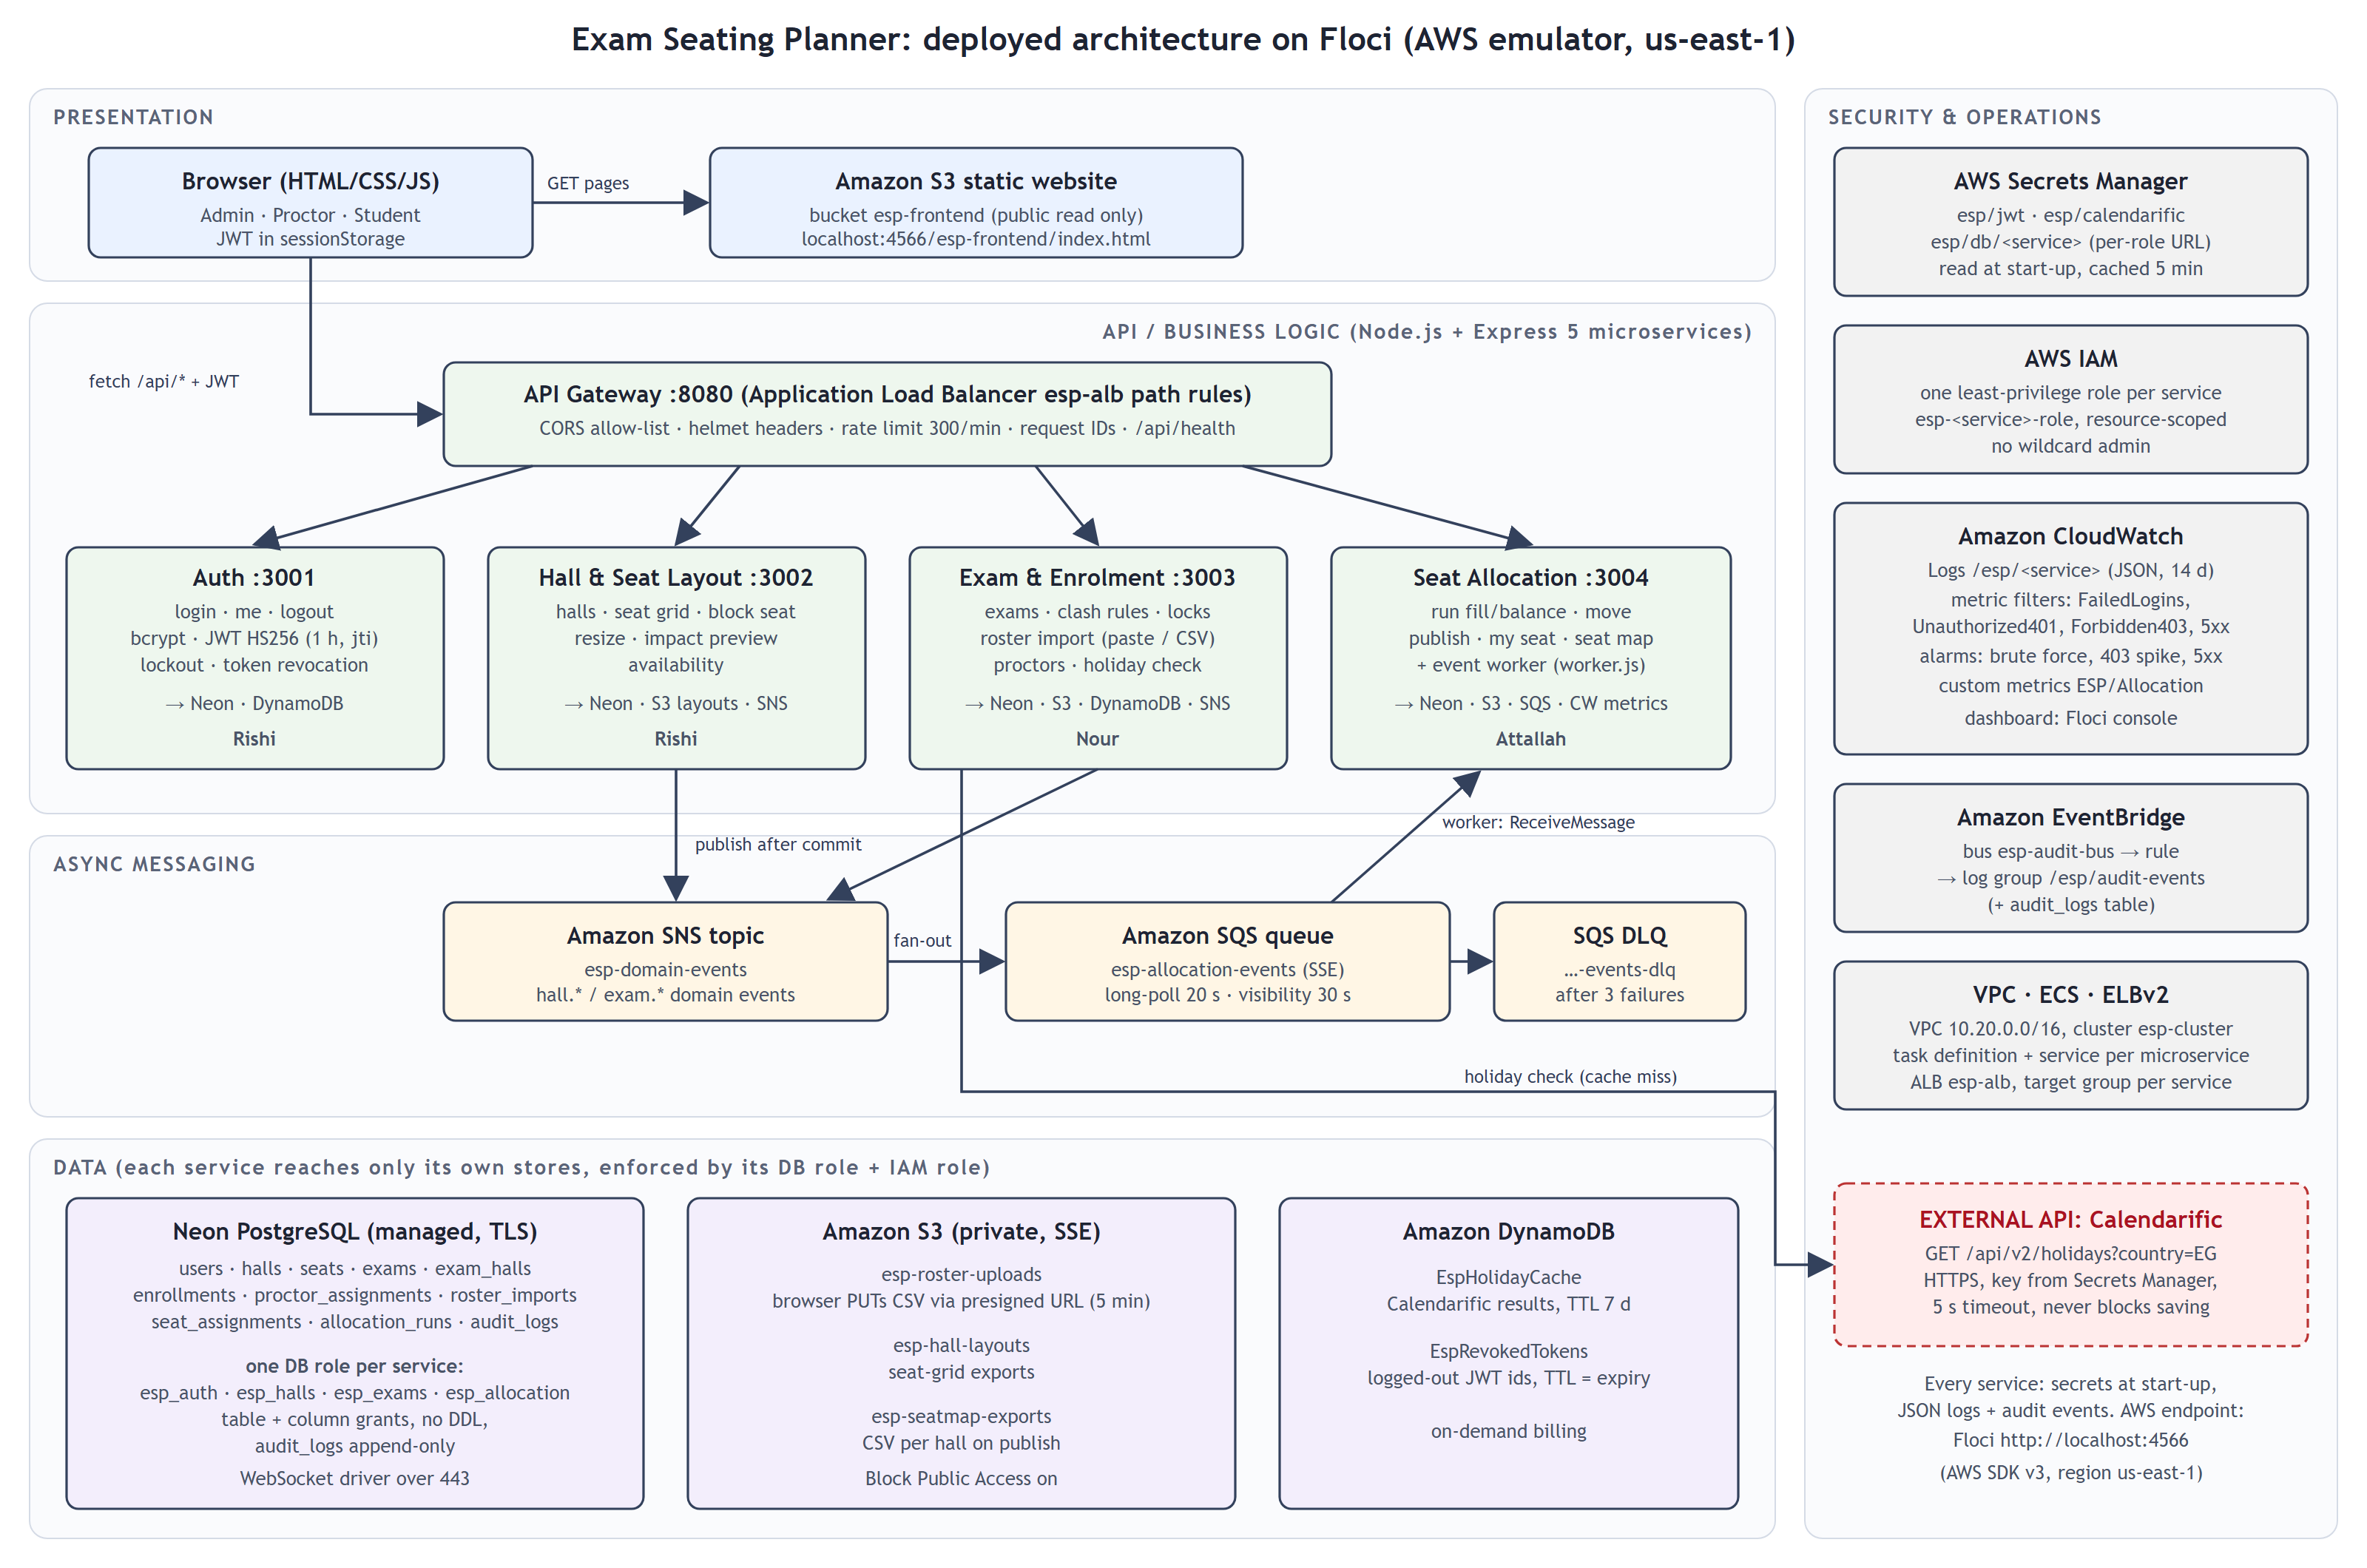 Exam Seating Planner: deployed architecture on Floci (AWS emulator, us-east-1)
PRESENTATION
Browser (HTML/CSS/JS)
Admin · Proctor · Student
JWT in sessionStorage
GET pages
Amazon S3 static website
bucket esp-frontend (public read only)
localhost:4566/esp-frontend/index.html
API / BUSINESS LOGIC (Node.js + Express 5 microservices)
fetch /api/* + JWT
API Gateway :8080 (Application Load Balancer esp-alb path rules)
CORS allow-list · helmet headers · rate limit 300/min · request IDs · /api/health
Auth :3001
login · me · logout
bcrypt · JWT HS256 (1 h, jti)
lockout · token revocation
→ Neon · DynamoDB
Rishi
Hall & Seat Layout :3002
halls · seat grid · block seat
resize · impact preview
availability
→ Neon · S3 layouts · SNS
Rishi
Exam & Enrolment :3003
exams · clash rules · locks
roster import (paste / CSV)
proctors · holiday check
→ Neon · S3 · DynamoDB · SNS
Nour
Seat Allocation :3004
run fill/balance · move
publish · my seat · seat map
+ event worker (worker.js)
→ Neon · S3 · SQS · CW metrics
Attallah
ASYNC MESSAGING
publish after commit
worker: ReceiveMessage
Amazon SNS topic
esp-domain-events
hall.* / exam.* domain events
fan-out
Amazon SQS queue
esp-allocation-events (SSE)
long-poll 20 s · visibility 30 s
SQS DLQ
…-events-dlq
after 3 failures
holiday check (cache miss)
DATA (each service reaches only its own stores, enforced by its DB role + IAM role)
Neon PostgreSQL (managed, TLS)
users · halls · seats · exams · exam_halls
enrollments · proctor_assignments · roster_imports
seat_assignments · allocation_runs · audit_logs
one DB role per service:
esp_auth · esp_halls · esp_exams · esp_allocation
table + column grants, no DDL,
audit_logs append-only
WebSocket driver over 443
Amazon S3 (private, SSE)
esp-roster-uploads
browser PUTs CSV via presigned URL (5 min)
esp-hall-layouts
seat-grid exports
esp-seatmap-exports
CSV per hall on publish
Block Public Access on
Amazon DynamoDB
EspHolidayCache
Calendarific results, TTL 7 d
EspRevokedTokens
logged-out JWT ids, TTL = expiry
on-demand billing
SECURITY & OPERATIONS
AWS Secrets Manager
esp/jwt · esp/calendarific
esp/db/<service> (per-role URL)
read at start-up, cached 5 min
AWS IAM
one least-privilege role per service
esp-<service>-role, resource-scoped
no wildcard admin
Amazon CloudWatch
Logs /esp/<service> (JSON, 14 d)
metric filters: FailedLogins,
Unauthorized401, Forbidden403, 5xx
alarms: brute force, 403 spike, 5xx
custom metrics ESP/Allocation
dashboard: Floci console
Amazon EventBridge
bus esp-audit-bus → rule
→ log group /esp/audit-events
(+ audit_logs table)
VPC · ECS · ELBv2
VPC 10.20.0.0/16, cluster esp-cluster
task definition + service per microservice
ALB esp-alb, target group per service
EXTERNAL API: Calendarific
GET /api/v2/holidays?country=EG
HTTPS, key from Secrets Manager,
5 s timeout, never blocks saving
Every service: secrets at start-up,
JSON logs + audit events. AWS endpoint:
Floci http://localhost:4566
(AWS SDK v3, region us-east-1)